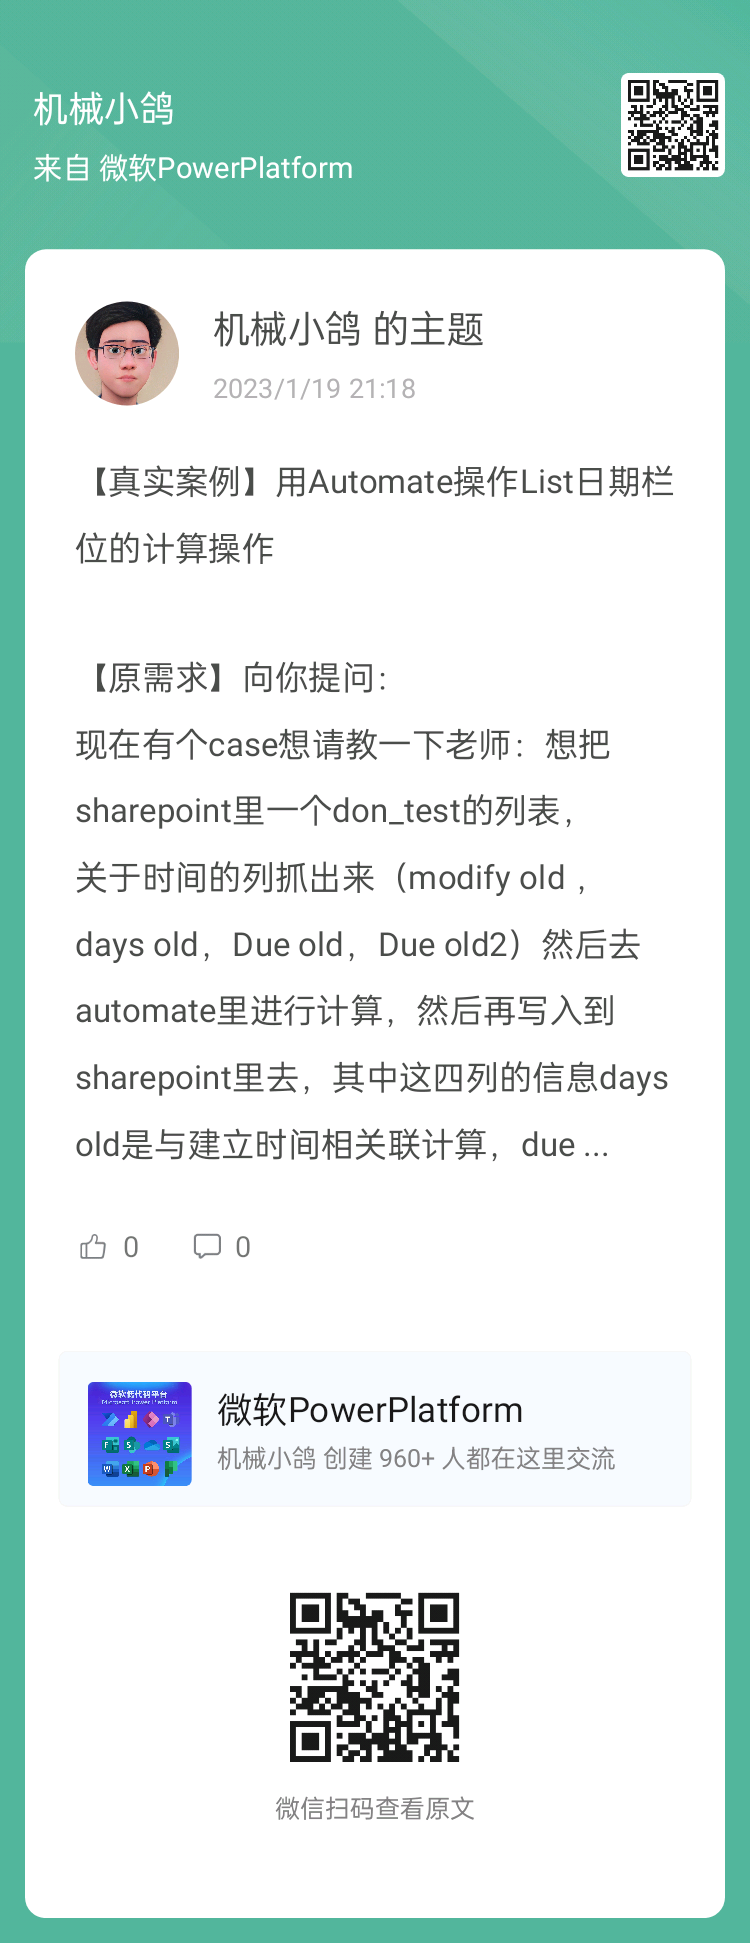 机械小鸽
来自 微软PowerPlatform
机械小鸽 的主题
2023/1/19 21:18
【真实案例】用Automate操作List日期栏
位的计算操作
【原需求】向你提问：
现在有个case想请教一下老师：想把
sharepoint里一个don_test的列表，
关于时间的列抓出来（modify old ，
days old，Due old，Due old2）然后去
automate里进行计算，然后再写入到
sharepoint里去，其中这四列的信息days
old是与建立时间相关联计算，due ...
0 0
微软低代码平台
Microsoft Power Platform
微软PowerPlatform
机械小鸽 创建 960+ 人都在这里交流
微信扫码查看原文